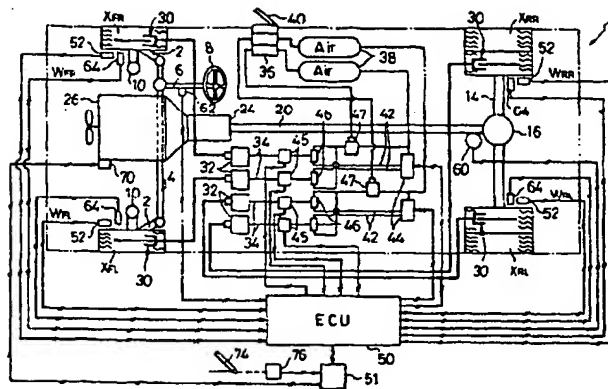 XFR 30 40 XRR
52 2 36 Air 38 52
64 6 8 Air 30
WFR 10 14 64 WRR
26 62 24 20 47 16
32 34 45 46 42 60
70 47 44
4 64
10 32 64 WRL
64 2 45 46 42 44 52
WFL
52 30 34 30
XFL XRL
ECU
50
74 76
51